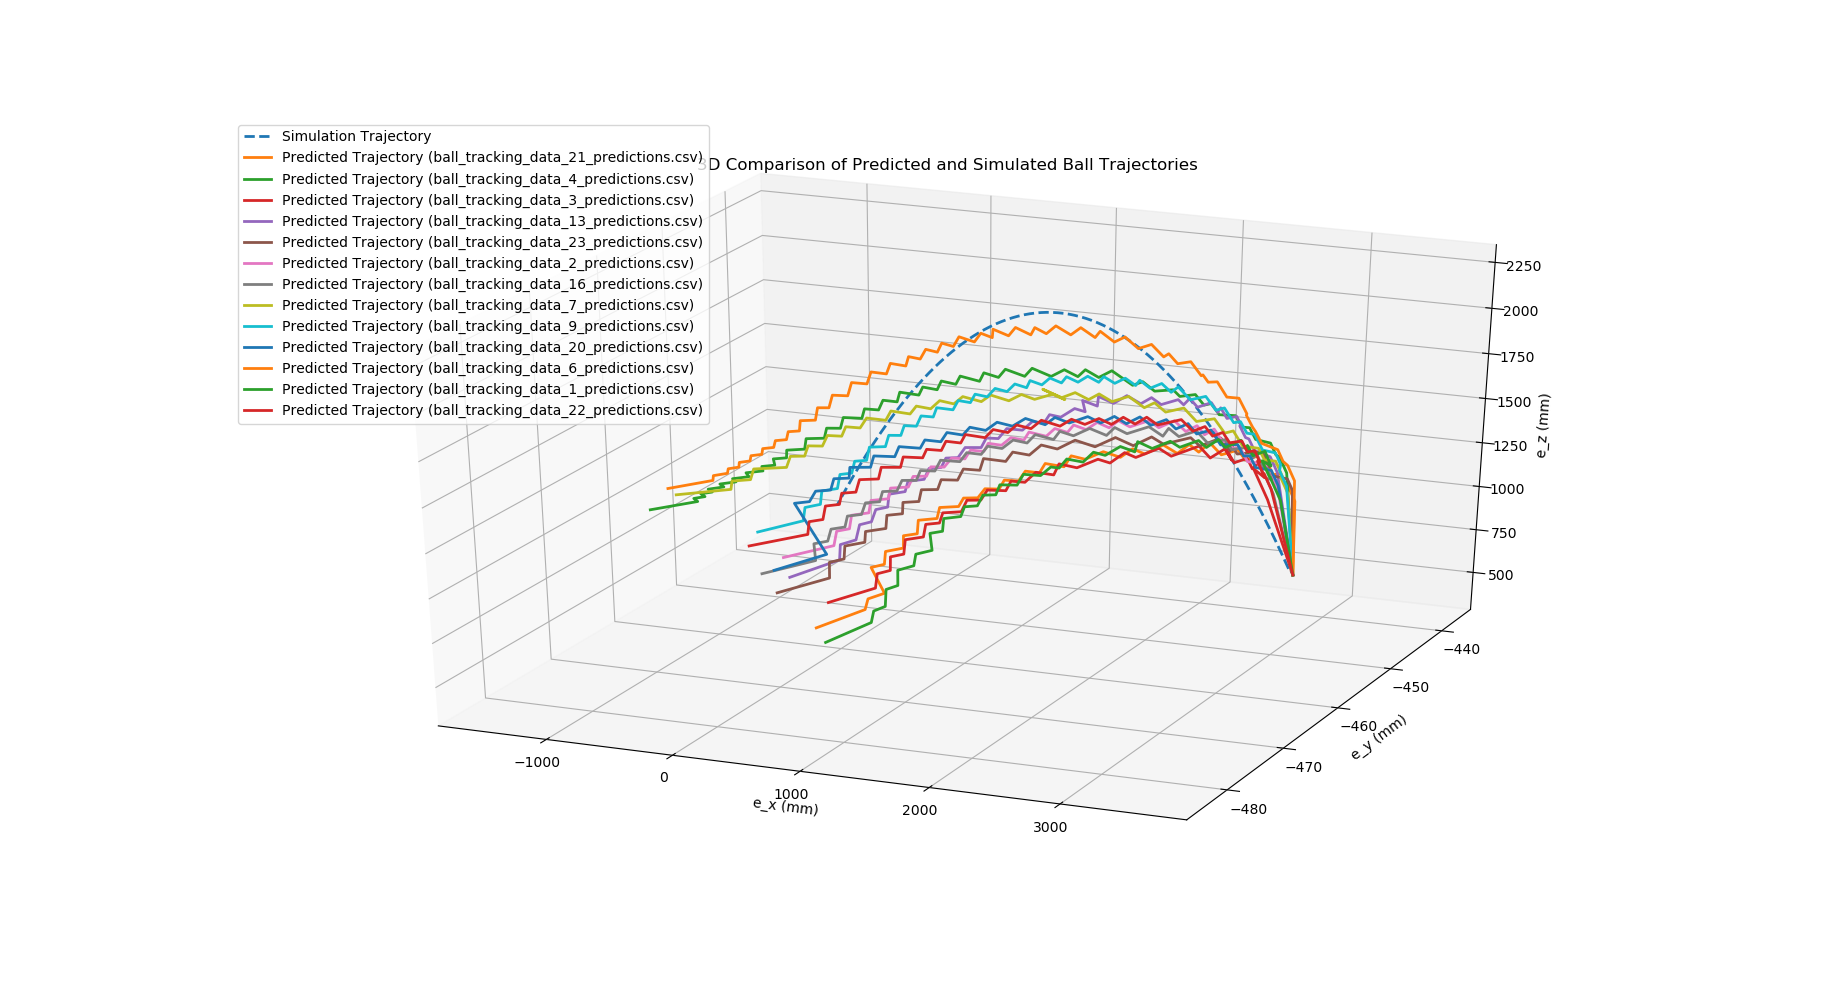 Simulation Trajectory
Predicted Trajectory (ball_tracking_data_21_predictions.csv)
Predicted Trajectory (ball_tracking_data_4_predictions.csv)
Predicted Trajectory (ball_tracking_data_3_predictions.csv)
Predicted Trajectory (ball_tracking_data_13_predictions.csv)
Predicted Trajectory (ball_tracking_data_23_predictions.csv)
Predicted Trajectory (ball_tracking_data_2_predictions.csv)
Predicted Trajectory (ball_tracking_data_16_predictions.csv)
Predicted Trajectory (ball_tracking_data_7_predictions.csv)
Predicted Trajectory (ball_tracking_data_9_predictions.csv)
Predicted Trajectory (ball_tracking_data_20_predictions.csv)
Predicted Trajectory (ball_tracking_data_6_predictions.csv)
Predicted Trajectory (ball_tracking_data_1_predictions.csv)
Predicted Trajectory (ball_tracking_data_22_predictions.csv)
3D Comparison of Predicted and Simulated Ball Trajectories
2250
2000
1750
1500
1250
1000
750
500
e_z (mm)
−440
−450
−460
−470
−480
e_y (mm)
−1000
0
1000
2000
3000
e_x (mm)